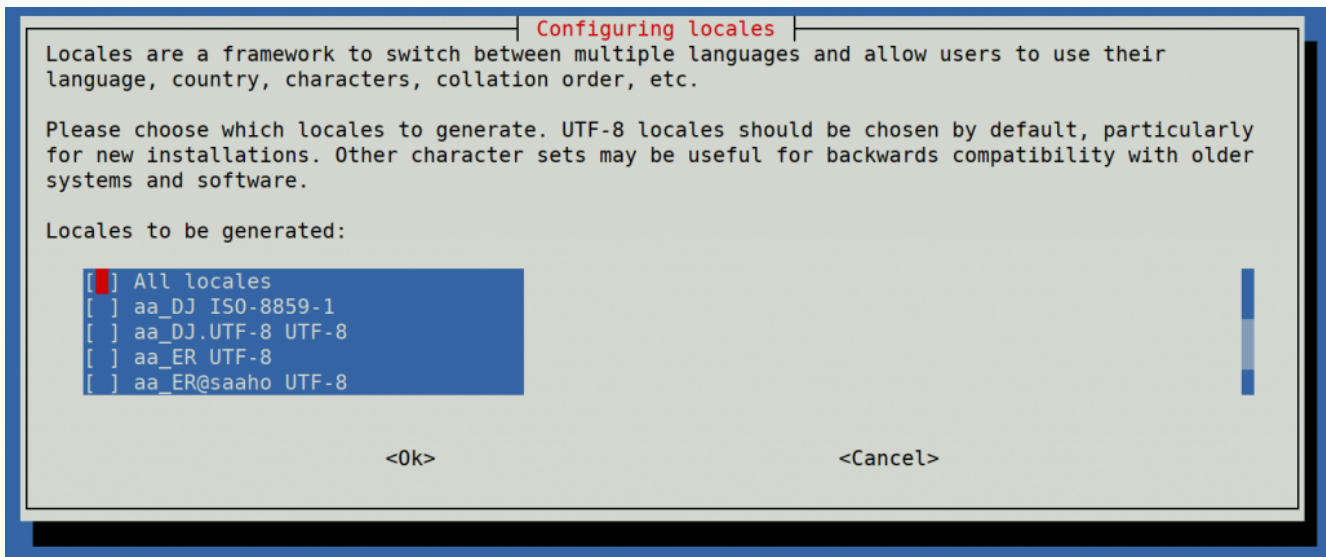 Configuring locales
Locales are a framework to switch between multiple languages and allow users to use their
language, country, characters, collation order, etc.
Please choose which locales to generate. UTF-8 locales should be chosen by default, particularly
for new installations. Other character sets may be useful for backwards compatibility with older
systems and software.
Locales to be generated:
[ ] All locales
[ ] aa_DJ ISO-8859-1
[ ] aa_DJ.UTF-8 UTF-8
[ ] aa_ER UTF-8
[ ] aa_ER@saaho UTF-8
<Ok> <Cancel>